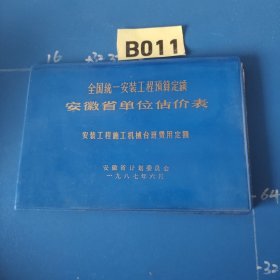 B011
16
全国统一安装工程预算定额
安徽省单位估价表
安装工程施工机械台班费用定额
安徽省计划委员会
一九八七年六月
64